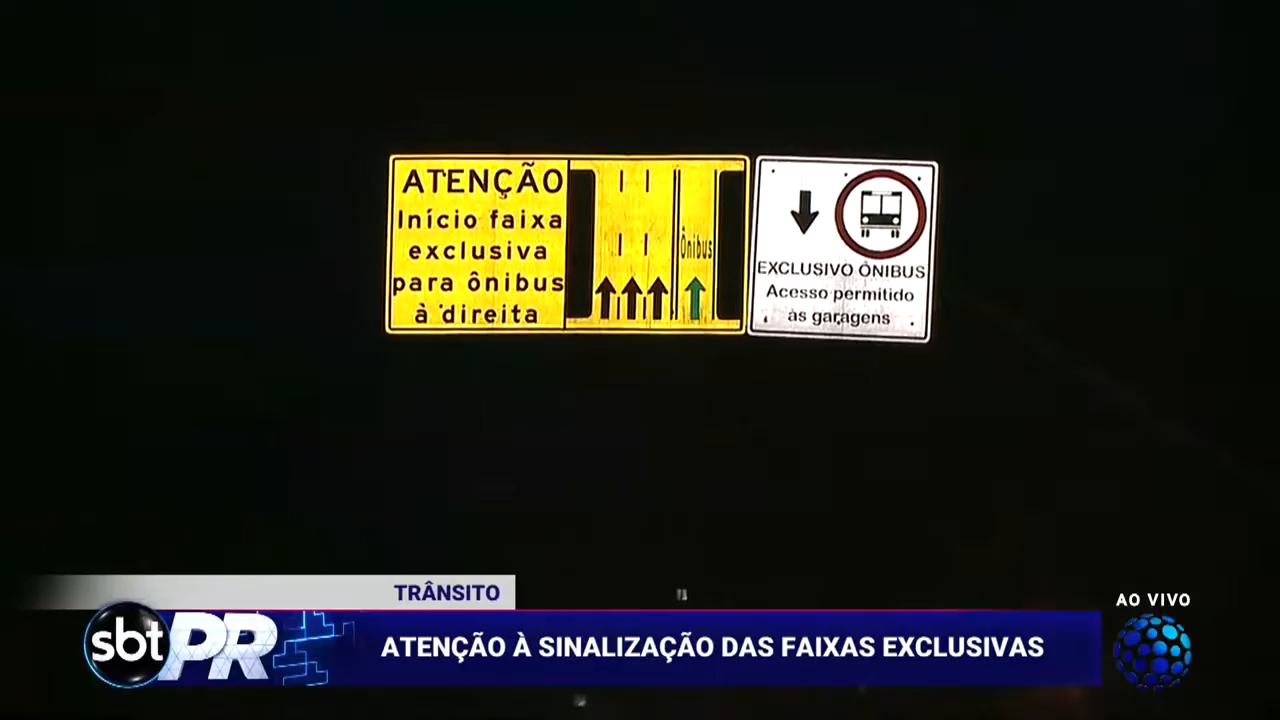 ATENÇÃO
Início faixa
exclusiva
para ônibus
à direita
Ônibus
EXCLUSIVO ÔNIBUS
Acesso permitido
às garagens
TRÂNSITO
sbt PR
ATENÇÃO À SINALIZAÇÃO DAS FAIXAS EXCLUSIVAS
AO VIVO